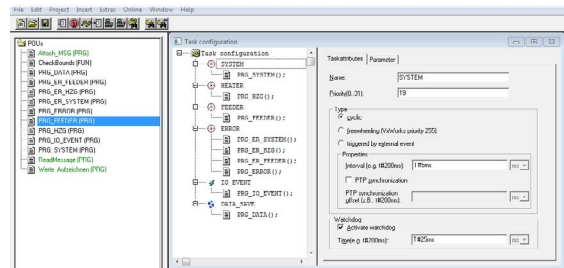 File Edit Project Insert Extras Online Window Help
POUs
Attach_MSG (PRG)
CheckBounds (FUN)
PRG_DATA (PRG)
PRG_ER_FEEDER (PRG)
PRG_ER_HZG (PRG)
PRG_ER_SYSTEM (PRG)
PRG_ERROR (PRG)
PRG_FEEDER (PRG)
PRG_HZG (PRG)
PRG_IO_EVENT (PRG)
PRG_SYSTEM (PRG)
ReadMessage (PRG)
Werte_Aufzeichnen (PRG)
Task configuration
Task configuration
SYSTEM
PRG_SYSTEM();
HEATER
PRG_HZG();
FEEDER
PRG_FEEDER();
ERROR
PRG_ER_SYSTEM();
PRG_ER_HZG();
PRG_ER_FEEDER();
PRG_ERROR();
IO_EVENT
PRG_IO_EVENT();
DATA_SAVE
PRG_DATA();
Taskattributes Parameter
Name: SYSTEM
Priority(0..31): 19
Type
cyclic
freewheeling (VxWorks priority 255)
triggered by external event
Properties
Interval (e.g. t#200ms): ms
PTP synchronization
PTP synchronization
offset (z.B.: t#200ms): ms
Watchdog
Activate watchdog
Time(e.g. t#200ms): T#25ms ms